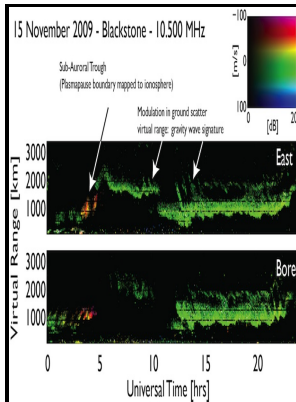 15 November 2009 - Blackstone - 10.500 MHz
-100
0
100
[m/s]
0
20
[dB]
Sub-Auroral Trough
(Plasmapause boundary mapped to ionosphere)
Modulation in ground scatter
virtual range: gravity wave signature
3000
2000
1000
East
3000
2000
1000
Bore
Virtual Range [km]
0
5
10
15
20
Universal Time [hrs]